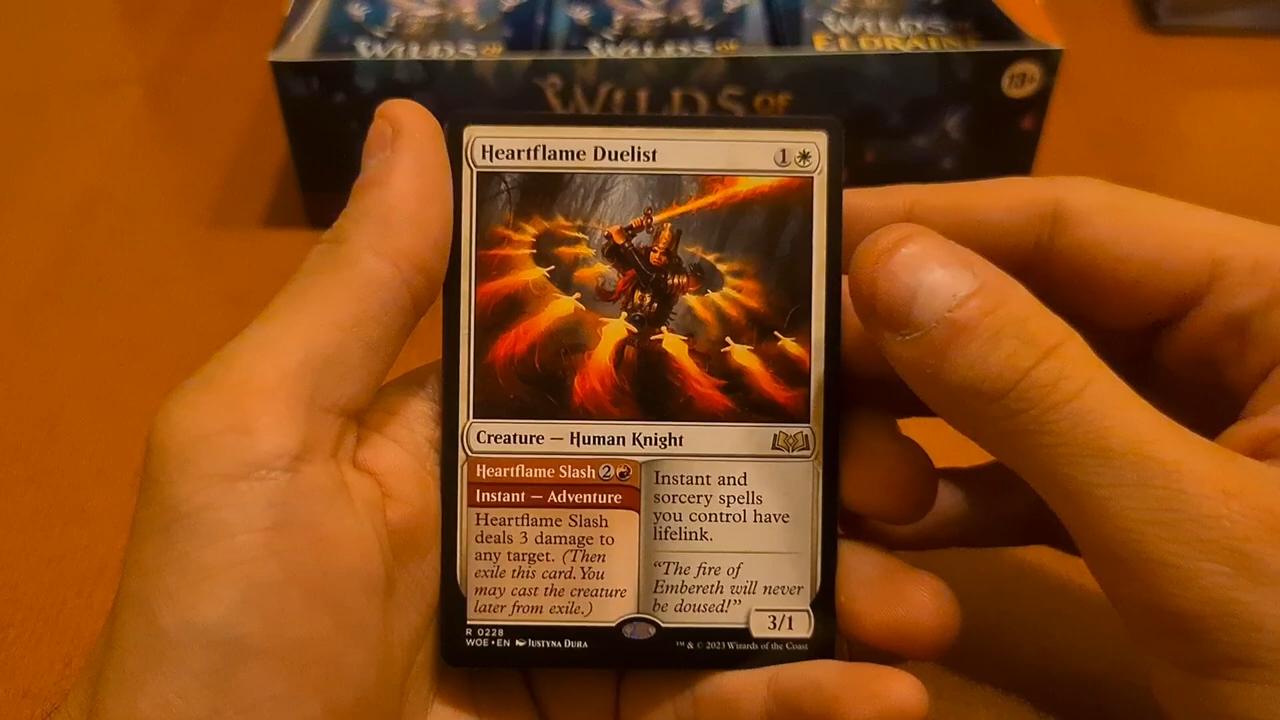 WILDS OF
WILDS OF
WILDS OF
ELDRAINE
WILDS OF
13+
Heartflame Duelist 1
Creature — Human Knight
Heartflame Slash 2
Instant — Adventure
Heartflame Slash
deals 3 damage to
any target. (Then
exile this card. You
may cast the creature
later from exile.)
Instant and
sorcery spells
you control have
lifelink.
“The fire of
Embereth will never
be doused!”
3/1
R 0228
WOE • EN JUSTYNA DURA
™ & © 2023 Wizards of the Coast